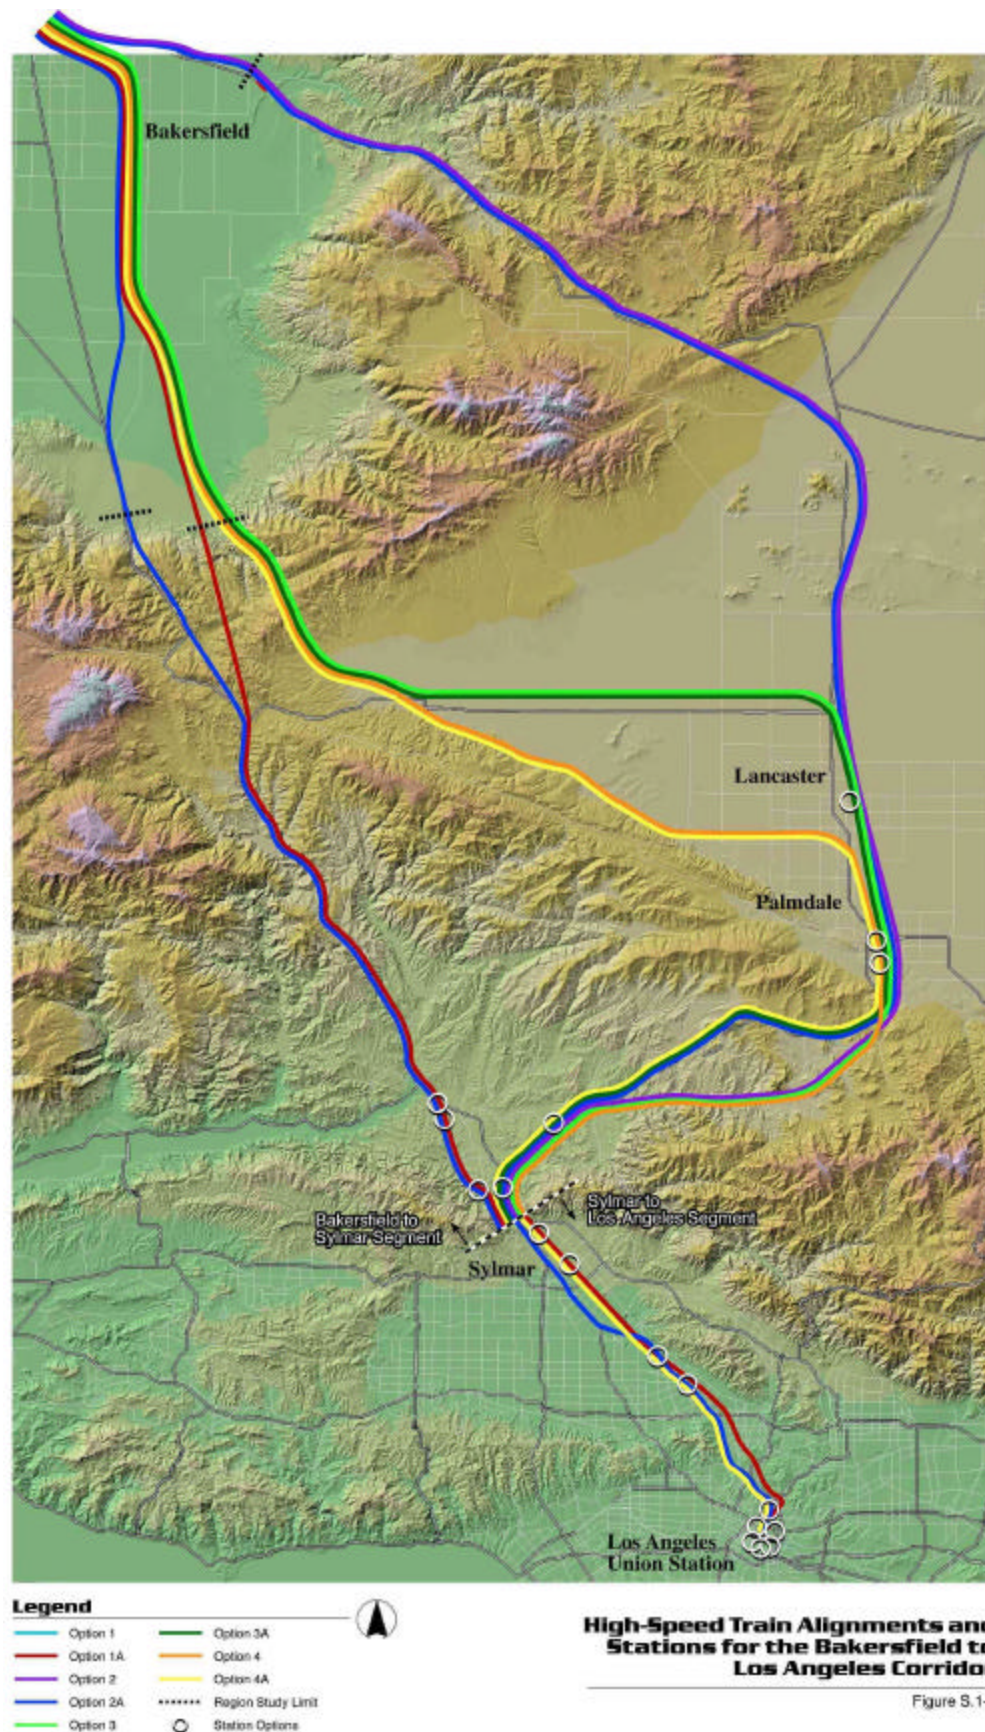 Bakersfield
Lancaster
Palmdale
Sylmar to
Los Angeles Segment
Bakersfield to
Sylmar Segment
Sylmar
Los Angeles
Union Station
Legend
Option 1
Option 1A
Option 2
Option 2A
Option 3
Option 3A
Option 4
Option 4A
Region Study Limit
Station Options
High-Speed Train Alignments and
Stations for the Bakersfield to
Los Angeles Corrido
Figure S.1-